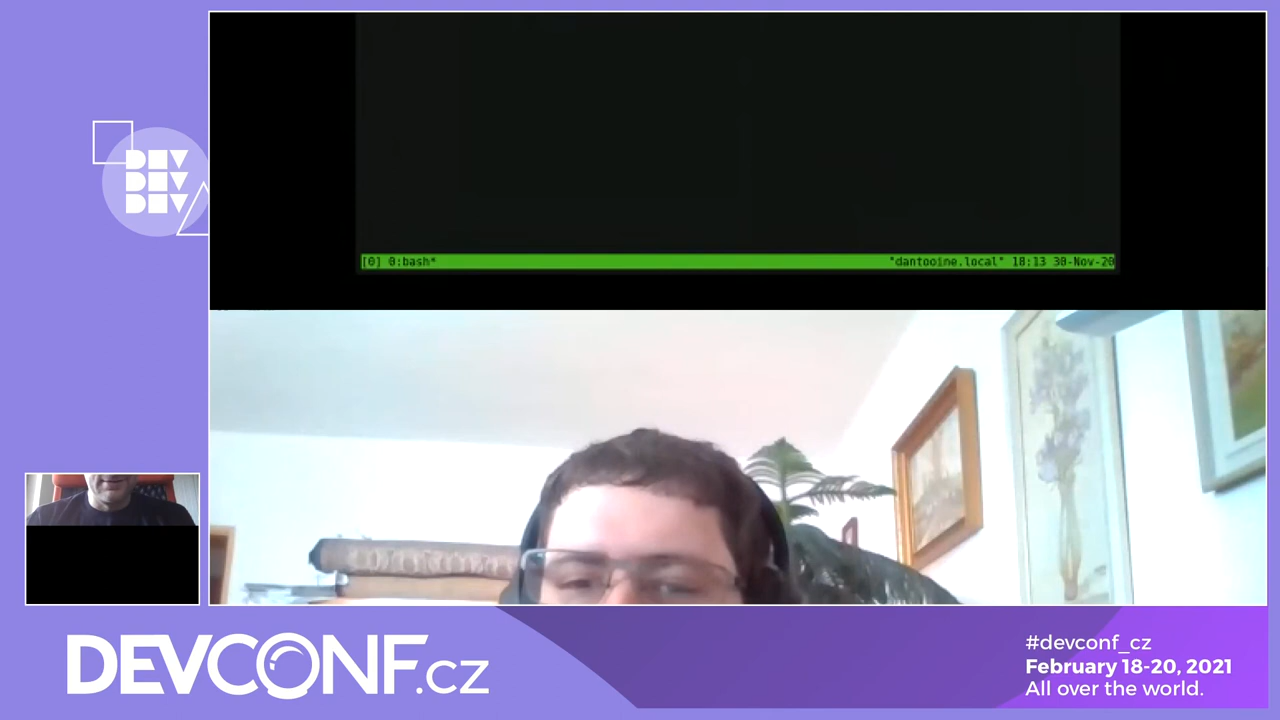 DEV
DEV
DEV
[0] 0:bash*
"dantooine.local" 18:13 30-Nov-20
DEVCONF.cz
#devconf_cz
February 18-20, 2021
All over the world.